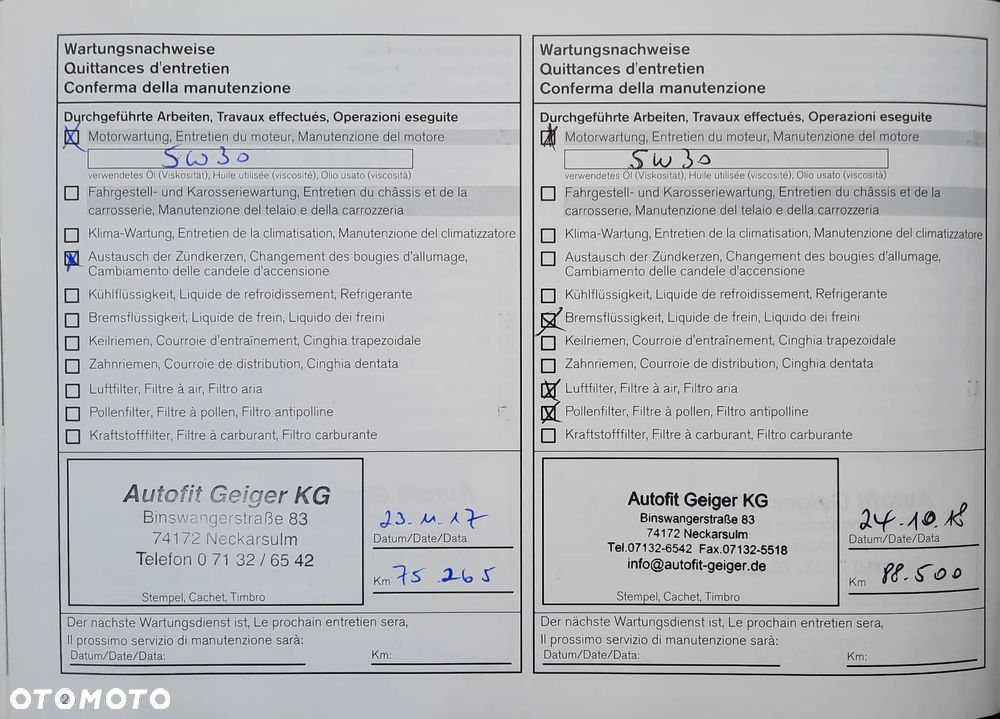 Wartungsnachweise
Quittances d'entretien
Conferma della manutenzione
Durchgeführte Arbeiten, Travaux effectués, Operazioni eseguite
Motorwartung, Entretien du moteur, Manutenzione del motore
5W30
verwendetes Öl (Viskosität), Huile utilisée (viscosité), Olio usato (viscosità)
Fahrgestell- und Karosseriewartung, Entretien du châssis et de la
carrosserie, Manutenzione del telaio e della carrozzeria
Klima-Wartung, Entretien de la climatisation, Manutenzione del climatizzatore
Austausch der Zündkerzen, Changement des bougies d'allumage,
Cambiamento delle candele d'accensione
Kühlflüssigkeit, Liquide de refroidissement, Refrigerante
Bremsflüssigkeit, Liquide de frein, Liquido dei freini
Keilriemen, Courroie d'entraînement, Cinghia trapezoidale
Zahnriemen, Courroie de distribution, Cinghia dentata
Luftfilter, Filtre à air, Filtro aria
Pollenfilter, Filtre à pollen, Filtro antipolline
Kraftstofffilter, Filtre à carburant, Filtro carburante
Autofit Geiger KG
Binswangerstraße 83
74172 Neckarsulm
Telefon 0 71 32 / 65 42
Stempel, Cachet, Timbro
23.11.17
Datum/Date/Data
Km 75 265
Der nächste Wartungsdienst ist, Le prochain entretien sera,
Il prossimo servizio di manutenzione sarà:
Datum/Date/Data:
Km:
Wartungsnachweise
Quittances d'entretien
Conferma della manutenzione
Durchgeführte Arbeiten, Travaux effectués, Operazioni eseguite
Motorwartung, Entretien du moteur, Manutenzione del motore
5W30
verwendetes Öl (Viskosität), Huile utilisée (viscosité), Olio usato (viscosità)
Fahrgestell- und Karosseriewartung, Entretien du châssis et de la
carrosserie, Manutenzione del telaio e della carrozzeria
Klima-Wartung, Entretien de la climatisation, Manutenzione del climatizzatore
Austausch der Zündkerzen, Changement des bougies d'allumage,
Cambiamento delle candele d'accensione
Kühlflüssigkeit, Liquide de refroidissement, Refrigerante
Bremsflüssigkeit, Liquide de frein, Liquido dei freini
Keilriemen, Courroie d'entraînement, Cinghia trapezoidale
Zahnriemen, Courroie de distribution, Cinghia dentata
Luftfilter, Filtre à air, Filtro aria
Pollenfilter, Filtre à pollen, Filtro antipolline
Kraftstofffilter, Filtre à carburant, Filtro carburante
Autofit Geiger KG
Binswangerstraße 83
74172 Neckarsulm
Tel.07132-6542 Fax.07132-5518
info@autofit-geiger.de
Stempel, Cachet, Timbro
24.10.18
Datum/Date/Data
Km 88.500
Der nächste Wartungsdienst ist, Le prochain entretien sera,
Il prossimo servizio di manutenzione sarà:
Datum/Date/Data:
Km:
OTOMOTO